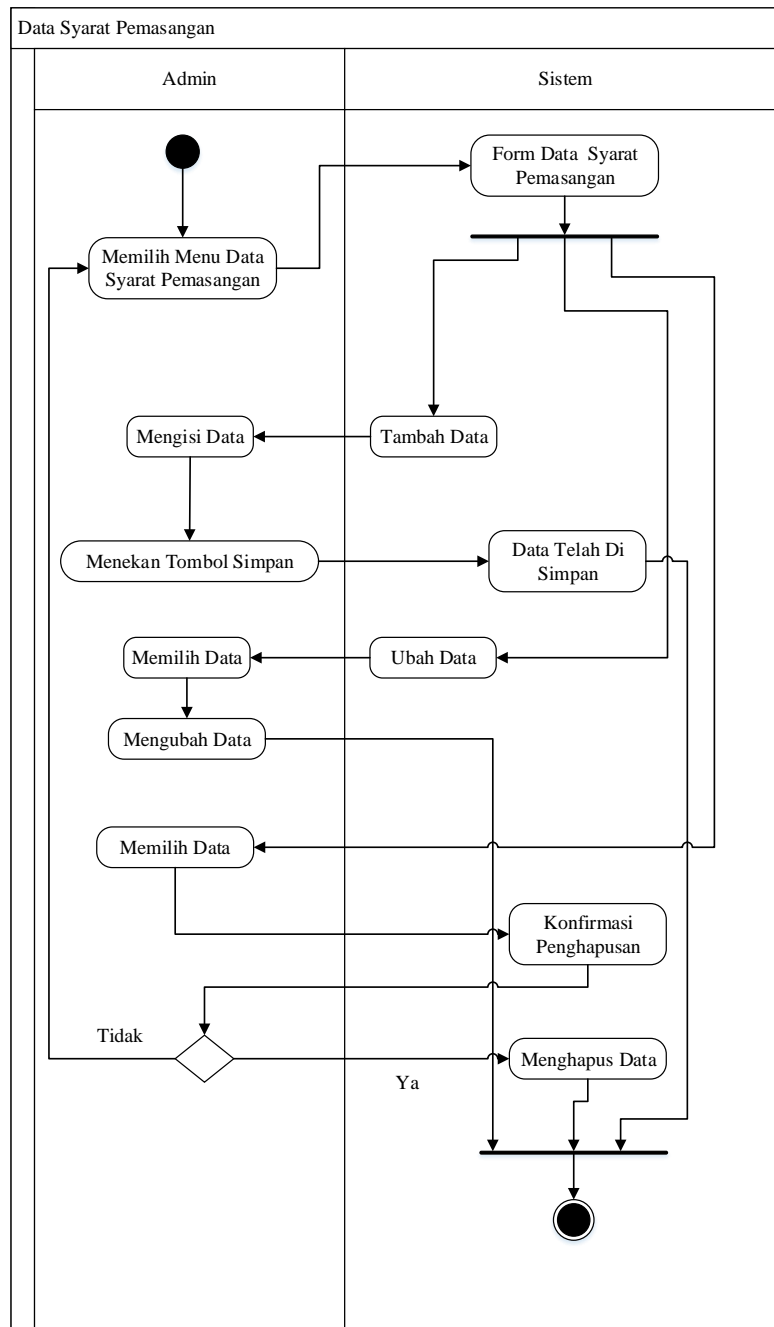 Data Syarat Pemasangan
Admin
Sistem
Form Data Syarat
Pemasangan
Memilih Menu Data
Syarat Pemasangan
Mengisi Data
Tambah Data
Menekan Tombol Simpan
Data Telah Di
Simpan
Memilih Data
Ubah Data
Mengubah Data
Memilih Data
Konfirmasi
Penghapusan
Tidak
Menghapus Data
Ya